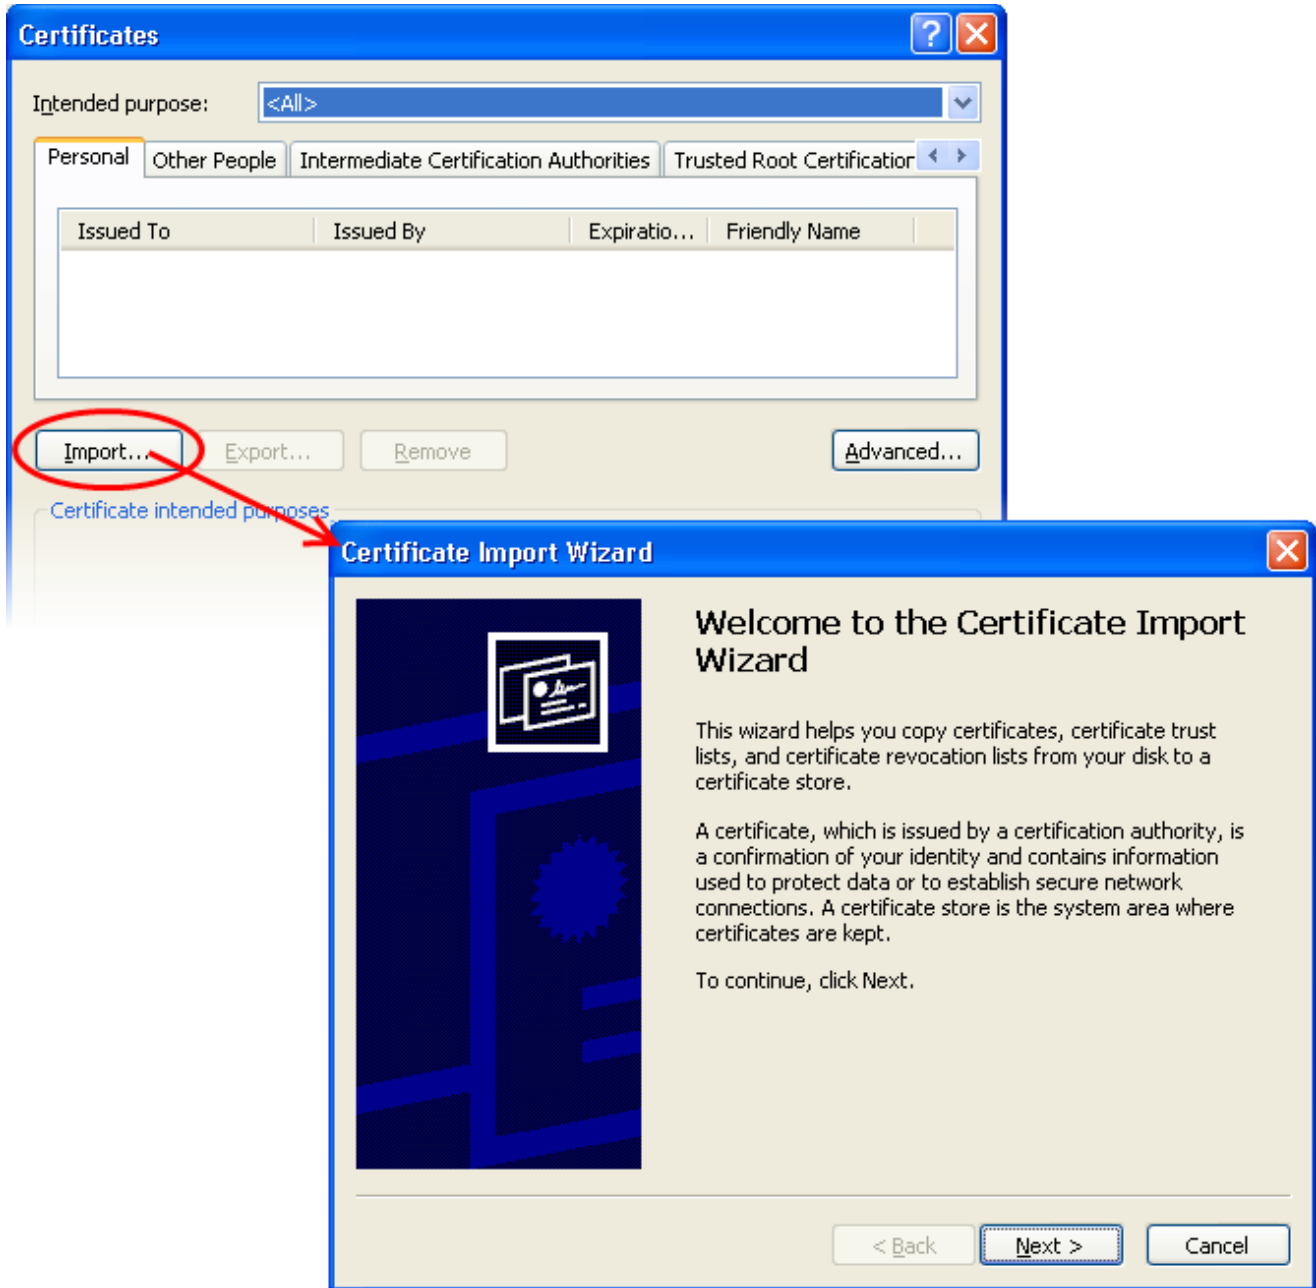 Certificates
Intended purpose: <All>
Personal Other People Intermediate Certification Authorities Trusted Root Certification
Issued To Issued By Expiratio... Friendly Name
Import... Export... Remove Advanced...
Certificate intended purposes
Certificate Import Wizard
Welcome to the Certificate Import
Wizard
This wizard helps you copy certificates, certificate trust
lists, and certificate revocation lists from your disk to a
certificate store.
A certificate, which is issued by a certification authority, is
a confirmation of your identity and contains information
used to protect data or to establish secure network
connections. A certificate store is the system area where
certificates are kept.
To continue, click Next.
< Back Next > Cancel